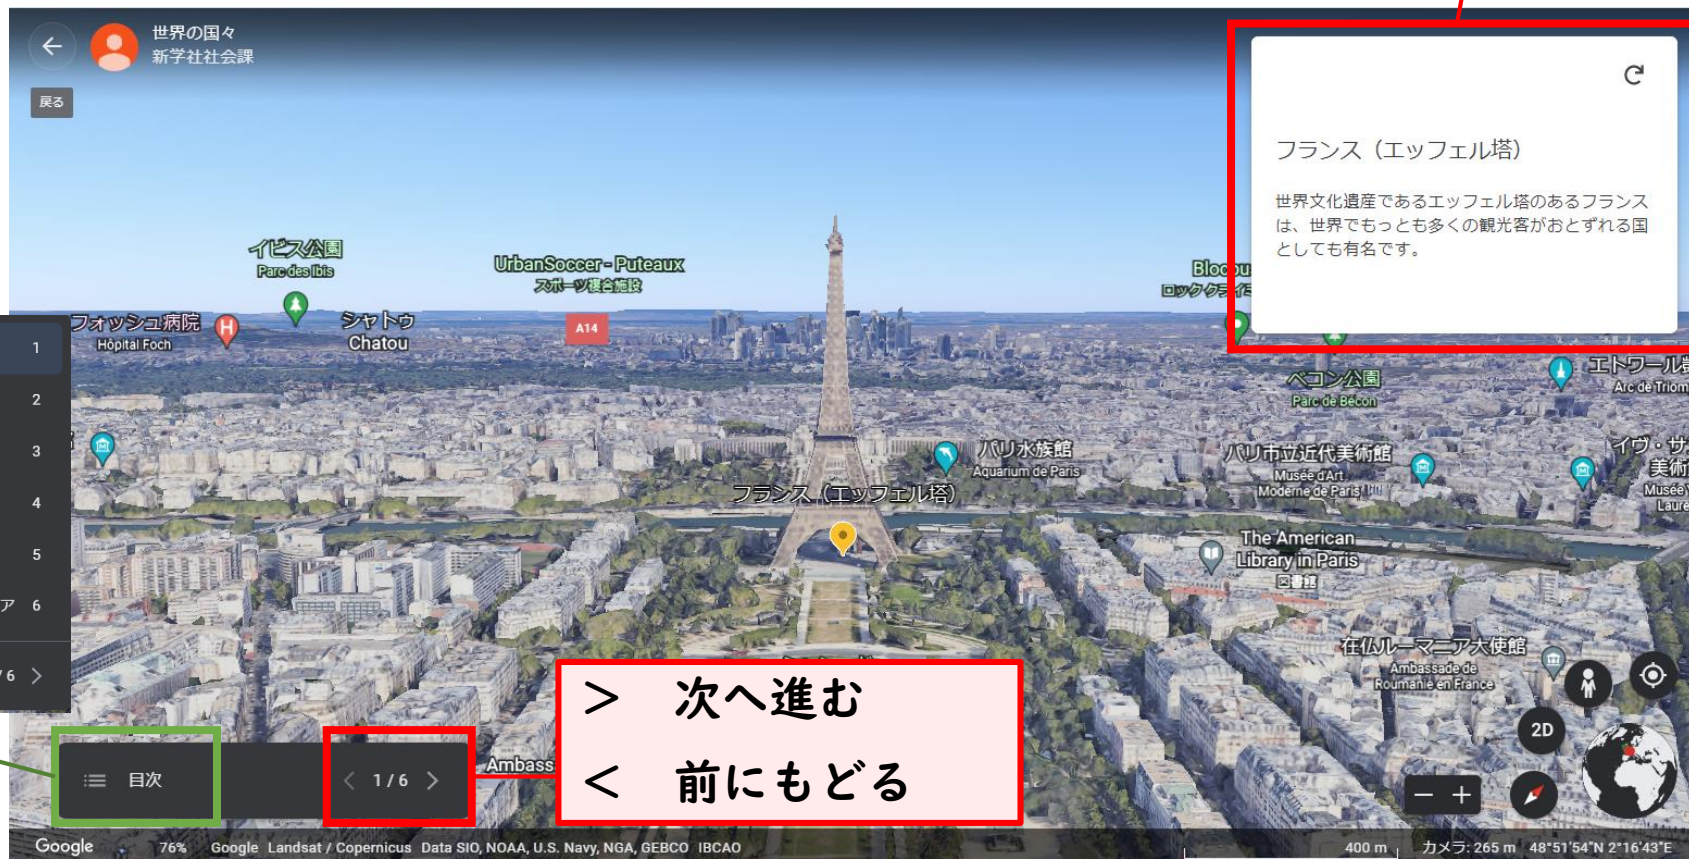 世界の国々
新学社社会課
戻る
フランス（エッフェル塔）
世界文化遺産であるエッフェル塔のあるフランス
は、世界でもっとも多くの観光客がおとずれる国
としても有名です。
イビス公園
Parc des Ibis
UrbanSoccer - Puteaux
スポーツ複合施設
フォッシュ病院
Hôpital Foch
H
シャトゥ
Chatou
A14
ベコン公園
Parc de Bécon
エトワール
Arc de Triom
パリ水族館
Aquarium de Paris
パリ市立近代美術館
Musée d'Art
Moderne de Paris
イヴ・サ
美術
Musée
Laure
フランス（エッフェル塔）
The American
Library in Paris
図書館
在仏ルーマニア大使館
Ambassade de
Roumanie en France
1
2
3
4
5
ア 6
/ 6 >
> 次へ進む
< 前にもどる
目次
< 1 / 6 >
Ambass
2D
− +
Google 76% Google Landsat / Copernicus Data SIO, NOAA, U.S. Navy, NGA, GEBCO IBCAO
400 m カメラ: 265 m 48°51'54"N 2°16'43"E